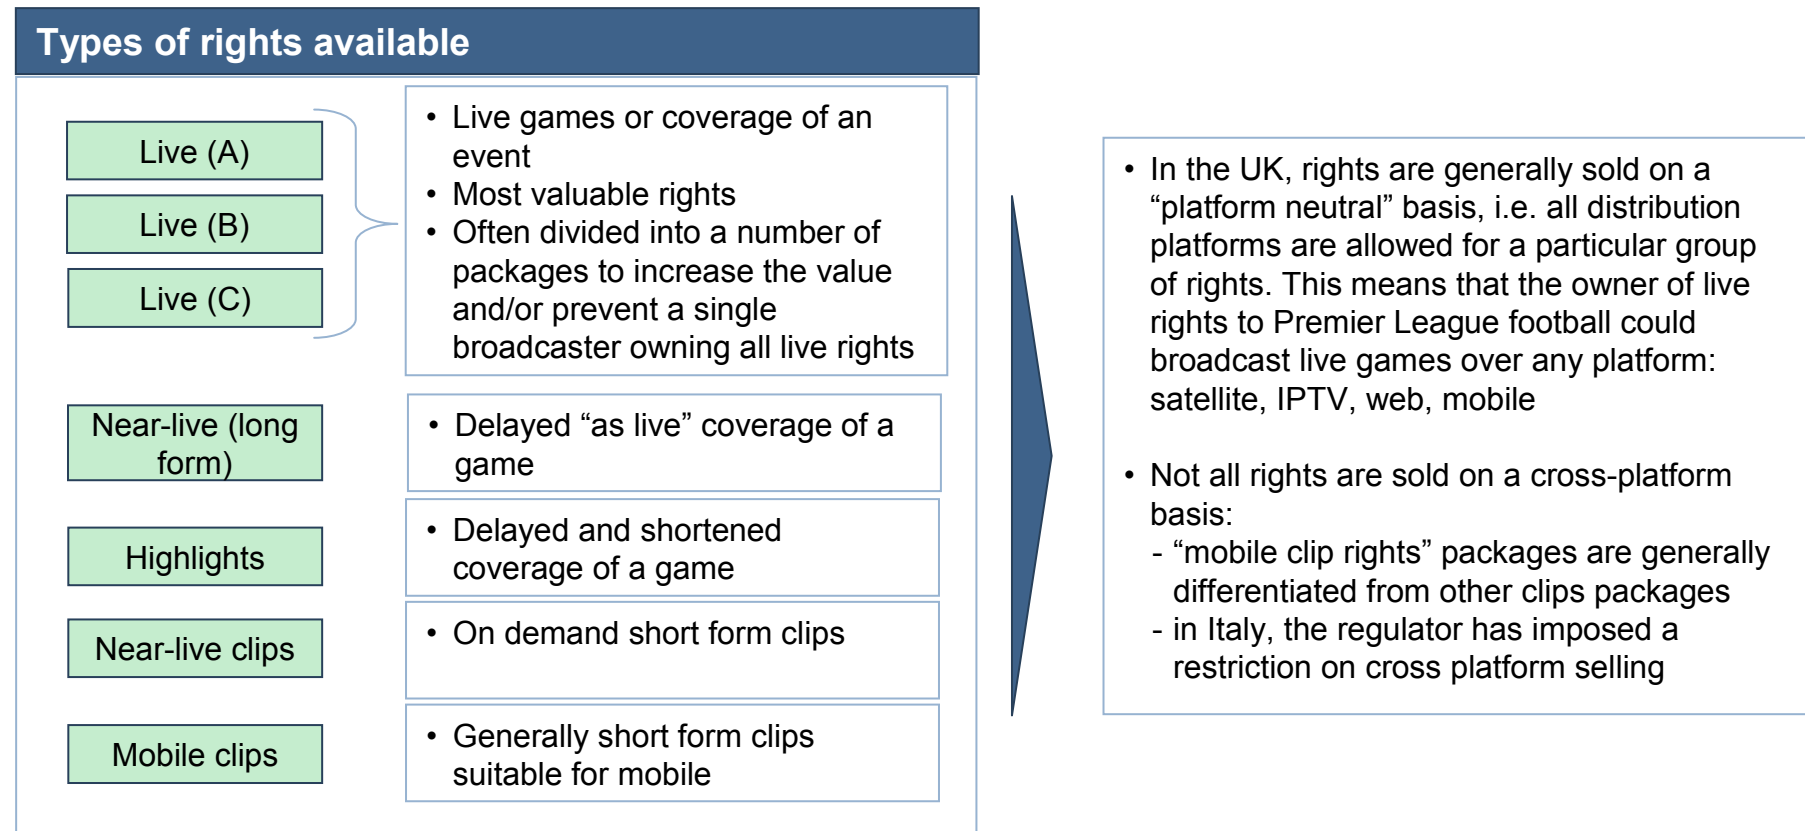 Types of rights available
Live (A)
Live (B)
Live (C)
• Live games or coverage of an
event
• Most valuable rights
• Often divided into a number of
packages to increase the value
and/or prevent a single
broadcaster owning all live rights
Near-live (long
form)
• Delayed “as live” coverage of a
game
Highlights
• Delayed and shortened
coverage of a game
Near-live clips
• On demand short form clips
Mobile clips
• Generally short form clips
suitable for mobile
• In the UK, rights are generally sold on a
“platform neutral” basis, i.e. all distribution
platforms are allowed for a particular group
of rights. This means that the owner of live
rights to Premier League football could
broadcast live games over any platform:
satellite, IPTV, web, mobile
• Not all rights are sold on a cross-platform
basis:
- “mobile clip rights” packages are generally
differentiated from other clips packages
- in Italy, the regulator has imposed a
restriction on cross platform selling